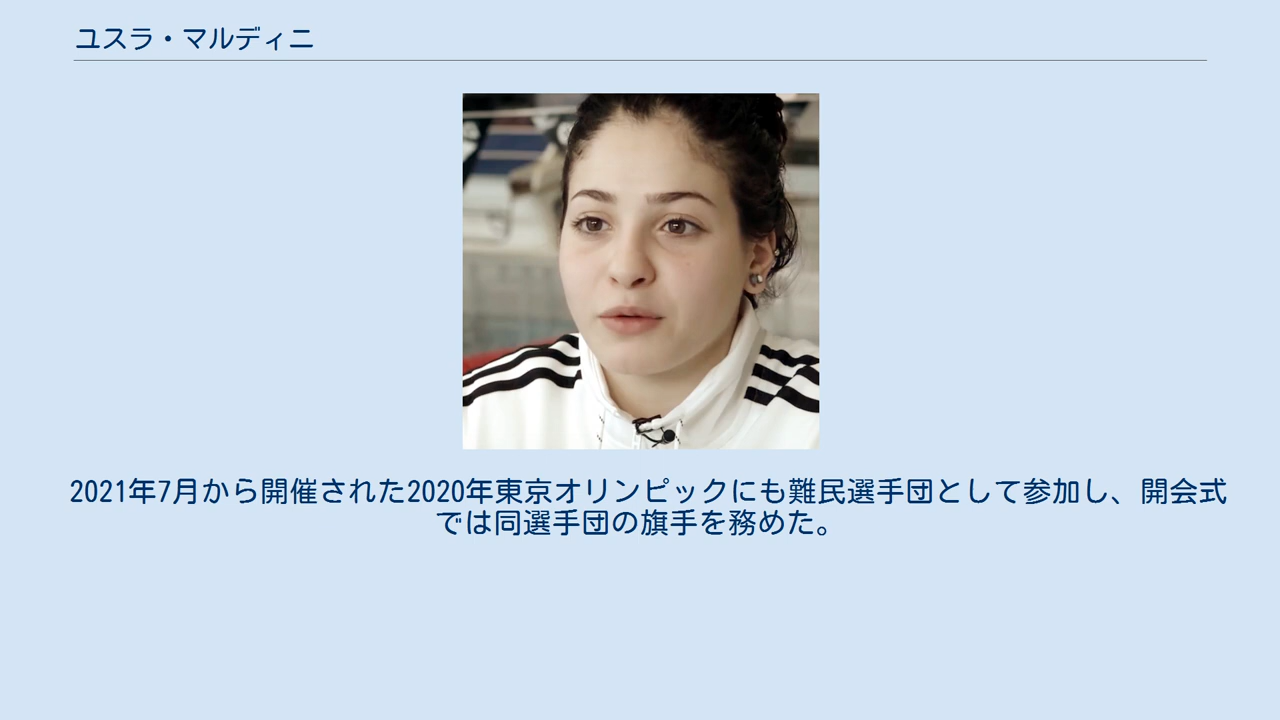 ユスラ・マルディニ
2021年7月から開催された2020年東京オリンピックにも難民選手団として参加し、開会式
では同選手団の旗手を務めた。